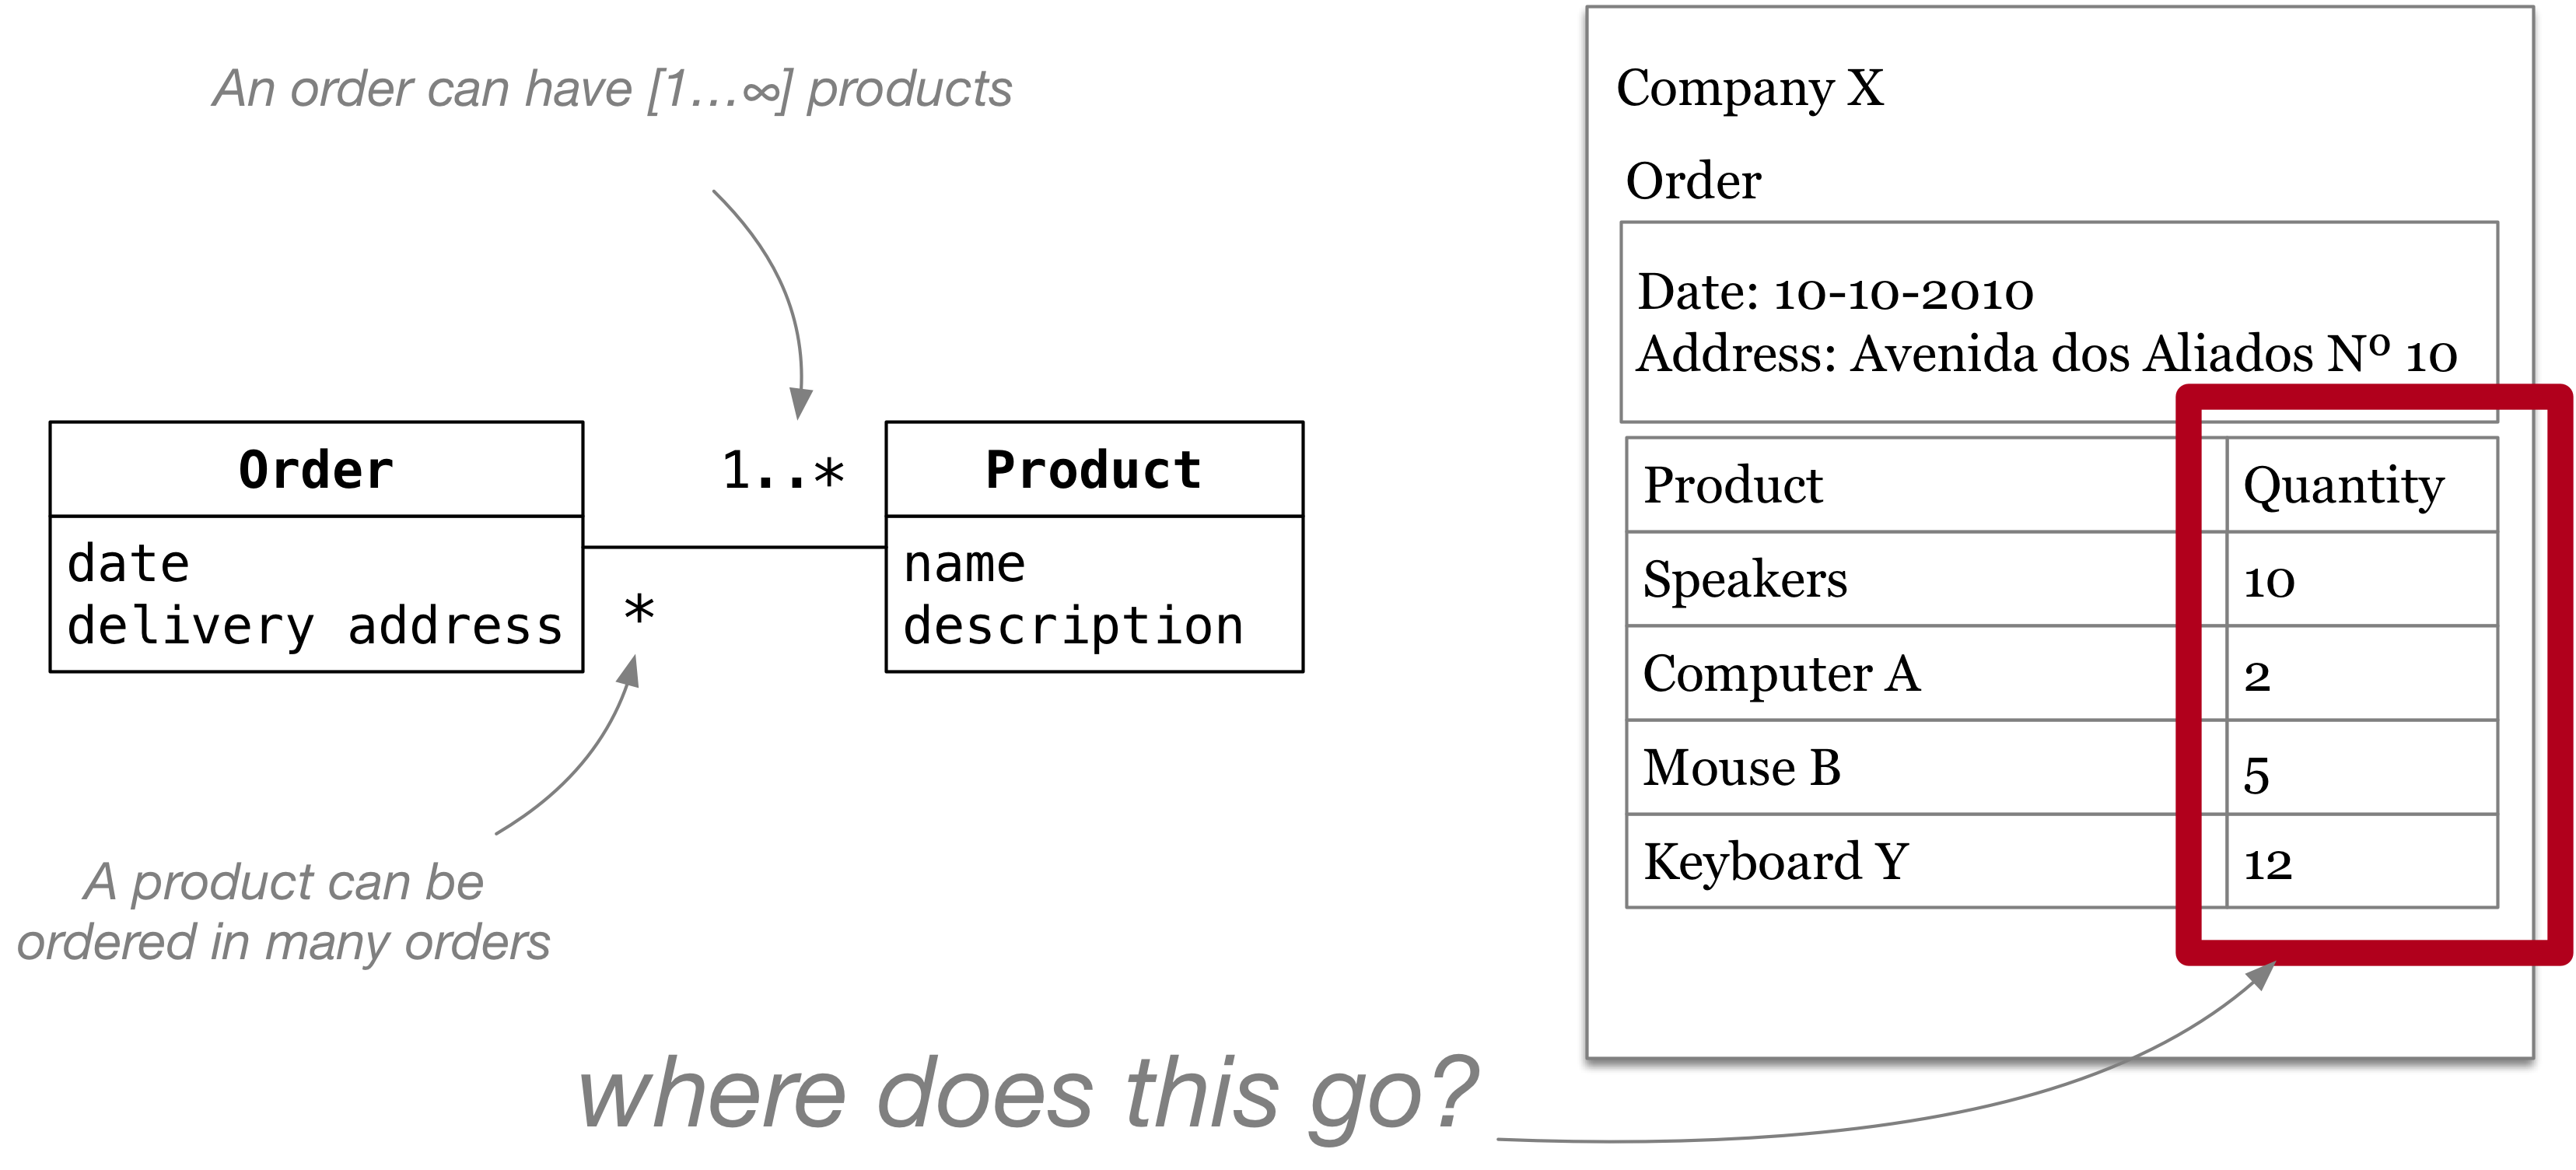 An order can have [1...∞] products
Order
date
delivery address
1..*
*
Product
name
description
A product can be
ordered in many orders
where does this go?
Company X
Order
Date: 10-10-2010
Address: Avenida dos Aliados Nº 10
Product Quantity
Speakers 10
Computer A 2
Mouse B 5
Keyboard Y 12